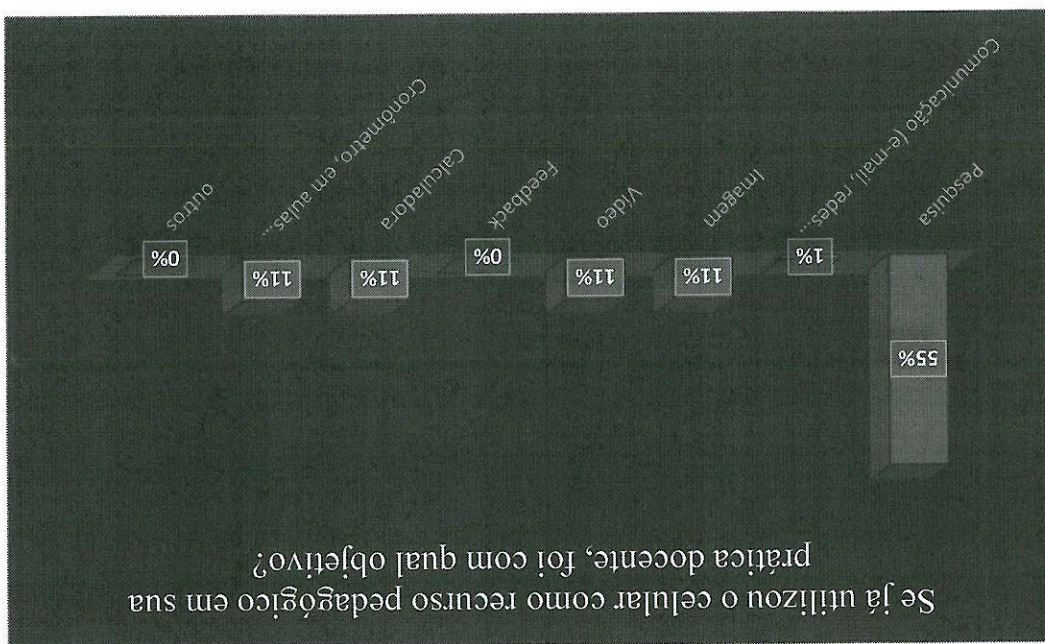 Se já utilizou o celular como recurso pedagógico em sua
prática docente, foi com qual objetivo?
55%
1%
11%
11%
0%
11%
11%
0%
Pesquisa
Comunicação (e-mail, redes...
Imagem
Vídeo
Feedback
Calculadora
Cronômetro, em aulas...
outros